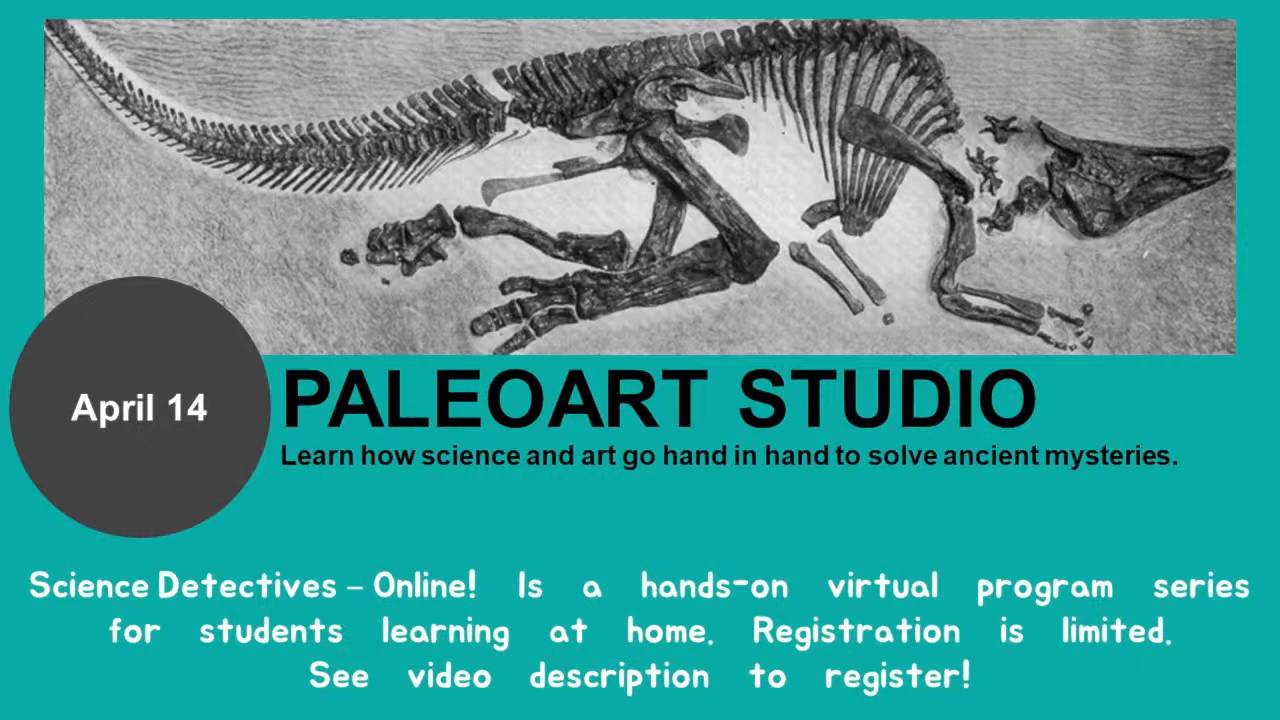 April 14
PALEOART STUDIO
Learn how science and art go hand in hand to solve ancient mysteries.
Science Detectives – Online! Is a hands-on virtual program series
for students learning at home. Registration is limited.
See video description to register!